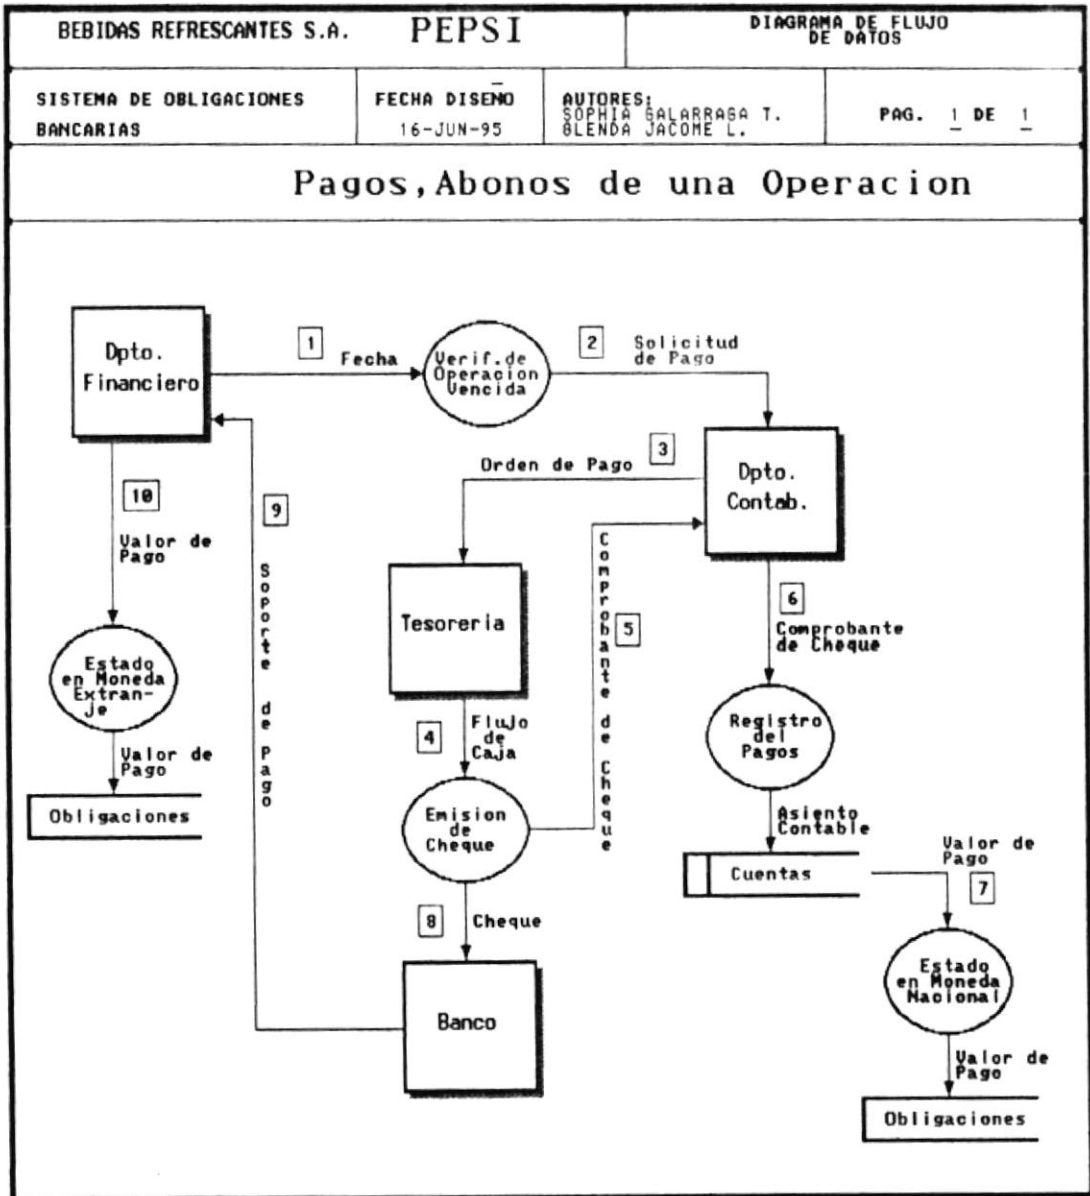 BEBIDAS REFRESCANTES S.A. PEPSI
DIAGRAMA DE FLUJO
DE DATOS
SISTEMA DE OBLIGACIONES
BANCARIAS
FECHA DISEÑO
16-JUN-95
AUTORES:
SOPHIA GALARRAGA T.
GLENDA JACOME L.
PAG. 1 DE 1
Pagos,Abonos de una Operacion
Dpto.
Financiero
1
Fecha
Verif.de
Operacion
Vencida
2
Solicitud
de Pago
3
Orden de Pago
Dpto.
Contab.
10
Valor de
Pago
9
Soporte de Pago
Tesoreria
Comprobante de Cheque
5
6
Comprobante
de Cheque
Estado
en Moneda
Extran-
je
4
Flujo
de
Caja
Registro
del
Pagos
Valor de
Pago
Obligaciones
Emision
de
Cheque
Asiento
Contable
Cuentas
Valor de
Pago
7
8
Cheque
Estado
en Moneda
Nacional
Banco
Valor de
Pago
Obligaciones